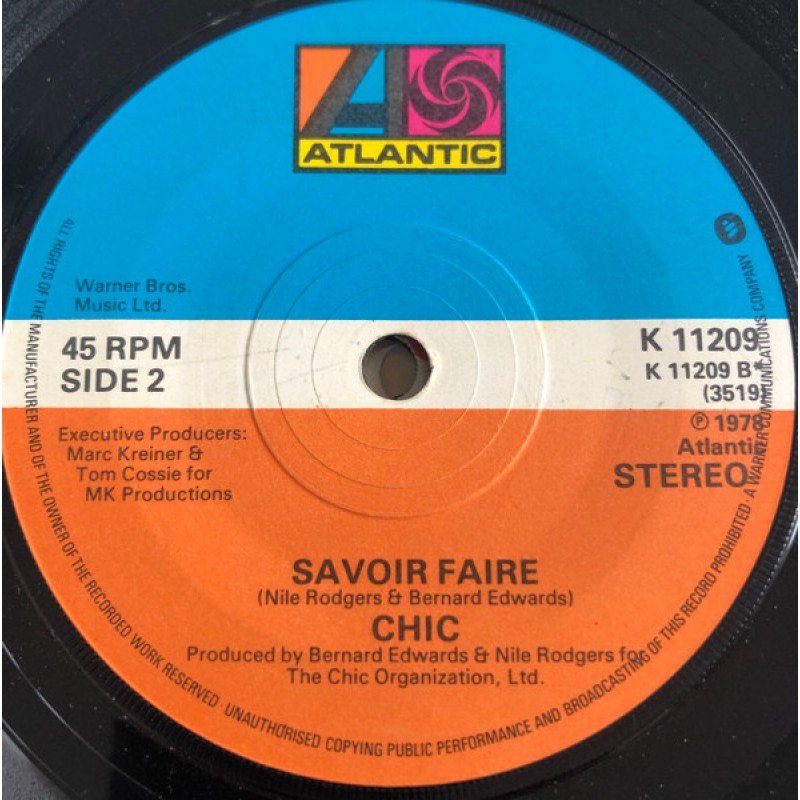 ATLANTIC
Warner Bros.
Music Ltd.
45 RPM
SIDE 2
K 11209
K 11209 B*
(3519)
℗ 1978
Atlantic
STEREO
Executive Producers:
Marc Kreiner &
Tom Cossie for
MK Productions
SAVOIR FAIRE
(Nile Rodgers & Bernard Edwards)
CHIC
Produced by Bernard Edwards & Nile Rodgers for
The Chic Organization, Ltd.
ALL RIGHTS OF THE MANUFACTURER AND OF THE OWNER OF THE RECORDED WORK RESERVED · UNAUTHORISED COPYING PUBLIC PERFORMANCE AND BROADCASTING OF THIS RECORD PROHIBITED · A WARNER COMMUNICATIONS COMPANY